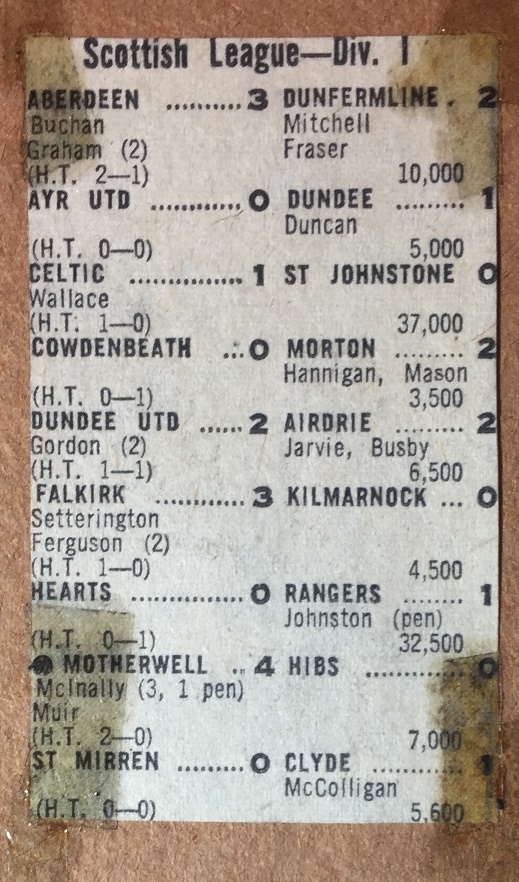 Scottish League—Div. 1
ABERDEEN ..........3 DUNFERMLINE . 2
Buchan Mitchell
Graham (2) Fraser
(H.T. 2—1) 10,000
AYR UTD ............0 DUNDEE ......... 1
Duncan
(H.T. 0—0) 5,000
CELTIC ...............1 ST JOHNSTONE 0
Wallace
(H.T. 1—0) 37,000
COWDENBEATH ...0 MORTON ......... 2
Hannigan, Mason
(H.T. 0—1) 3,500
DUNDEE UTD ......2 AIRDRIE ......... 2
Gordon (2) Jarvie, Busby
(H.T. 1—1) 6,500
FALKIRK ............3 KILMARNOCK ... 0
Setterington
Ferguson (2)
(H.T. 1—0) 4,500
HEARTS ...............0 RANGERS ........ 1
Johnston (pen)
(H.T. 0—1) 32,500
MOTHERWELL ..4 HIBS ............0
McInally (3, 1 pen)
Muir
(H.T. 2—0) 7,000
ST MIRREN .........0 CLYDE ............1
McColligan
(H.T. 0—0) 5,600